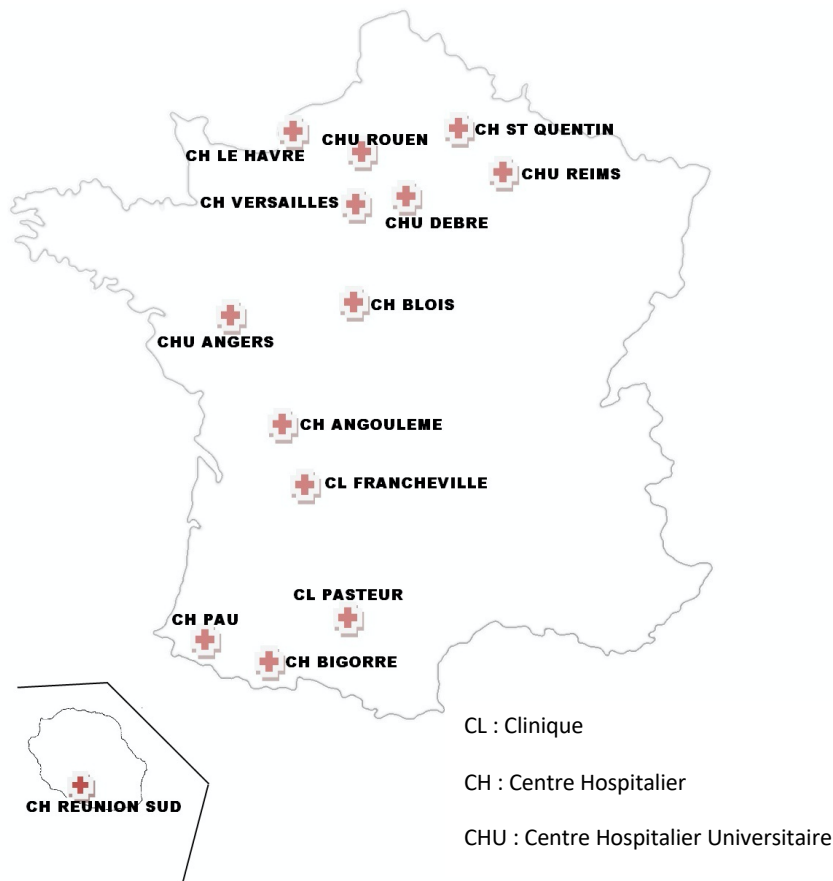 CH ST QUENTIN
CHU ROUEN
CH LE HAVRE
CHU REIMS
CH VERSAILLES
CHU DEBRE
CH BLOIS
CHU ANGERS
CH ANGOULEME
CL FRANCHEVILLE
CL PASTEUR
CH PAU
CH BIGORRE
CL : Clinique
CH : Centre Hospitalier
CH REUNION SUD
CHU : Centre Hospitalier Universitaire